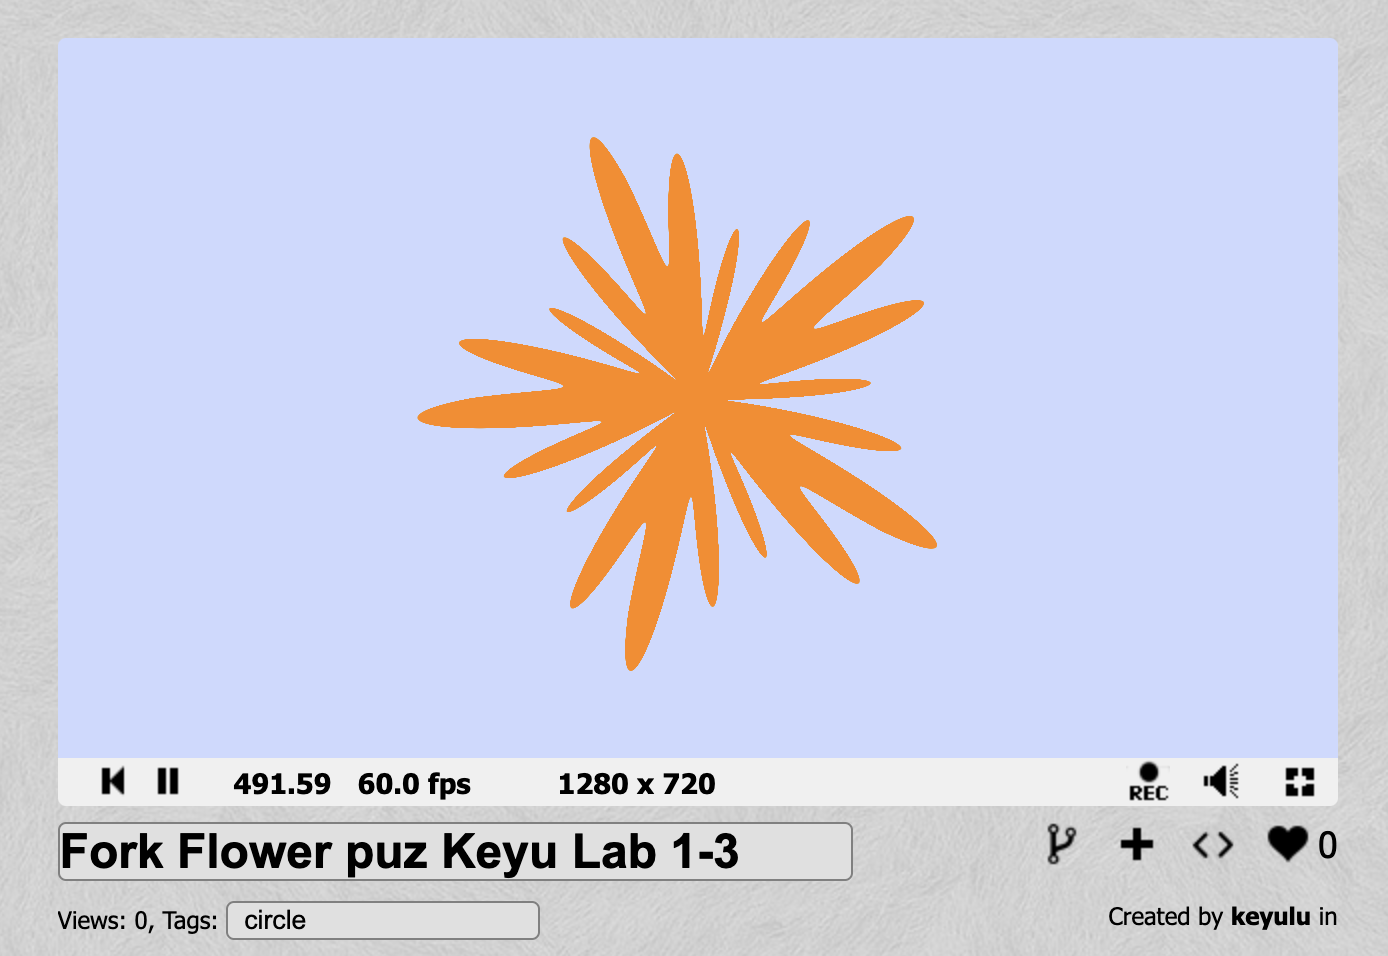 491.59 60.0 fps 1280 x 720 REC
Fork Flower puz Keyu Lab 1-3
0
Views: 0, Tags: circle
Created by keyulu in